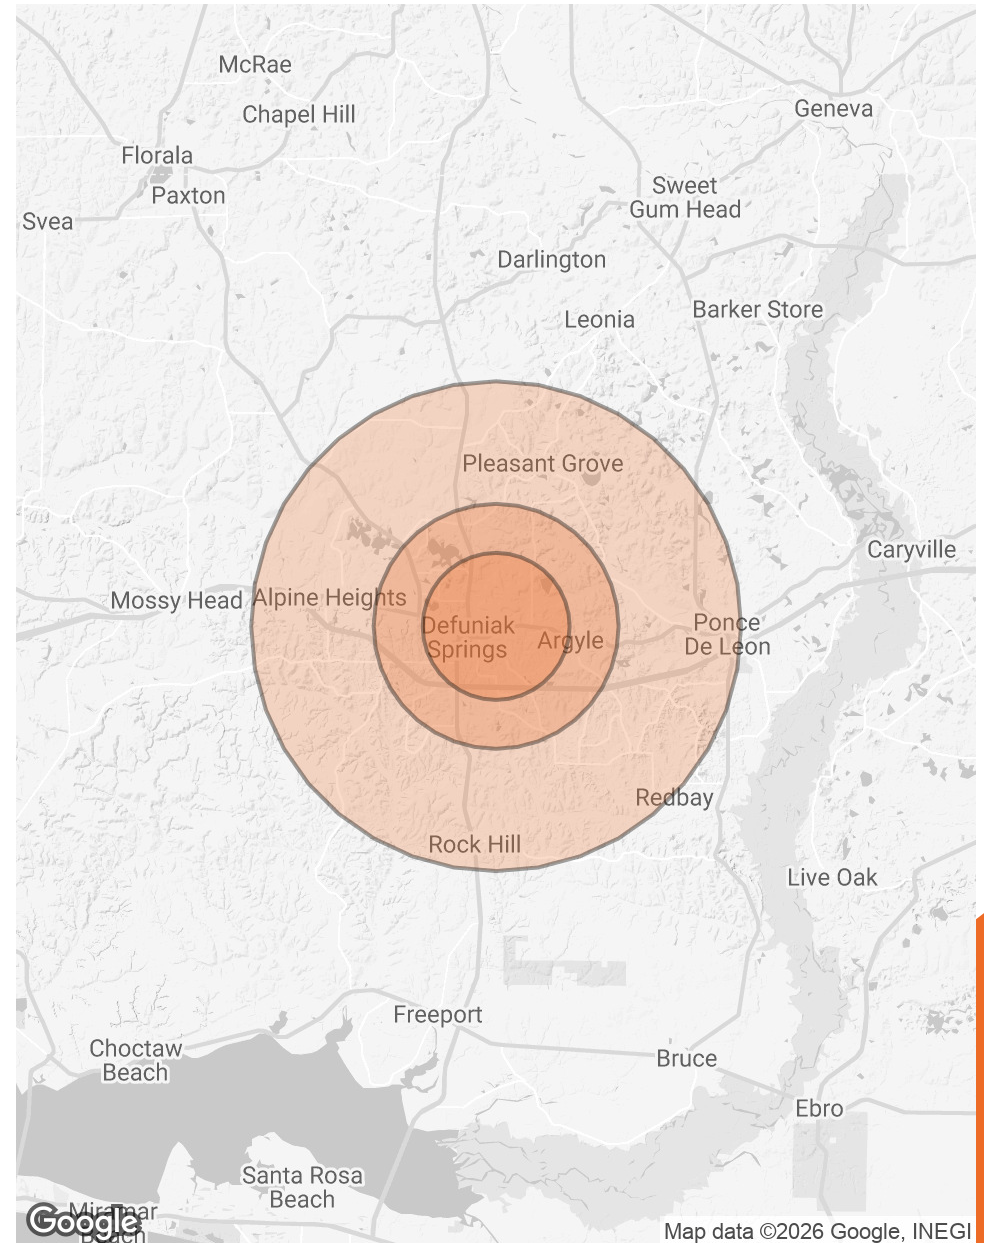 McRae
Chapel Hill
Geneva
Florala
Paxton
Sweet
Gum Head
Svea
Darlington
Barker Store
Leonia
Pleasant Grove
Caryville
Mossy Head
Alpine Heights
Defuniak
Springs
Argyle
Ponce
De Leon
Redbay
Rock Hill
Live Oak
Freeport
Choctaw
Beach
Bruce
Ebro
Santa Rosa
Beach
Miramar
Beach
Google
Map data ©2026 Google, INEGI